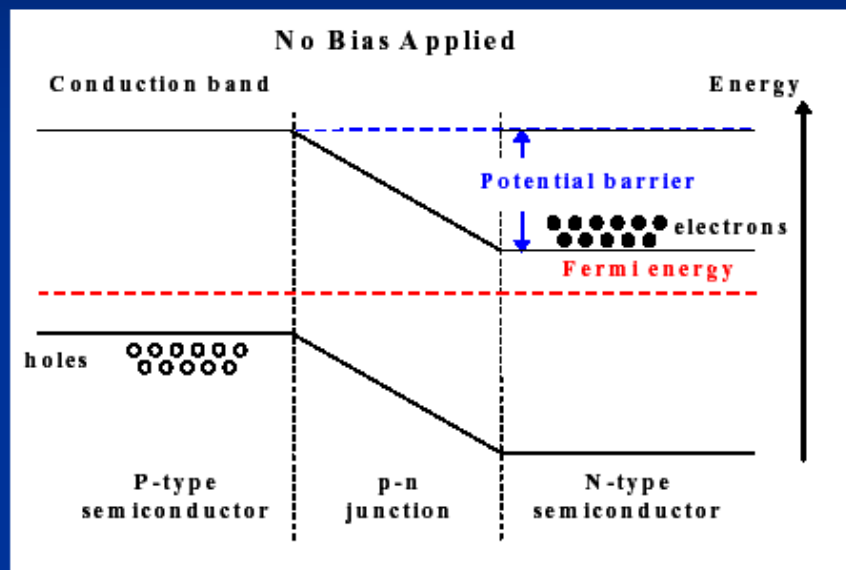 No Bias Applied
Conduction band
Energy
Potential barrier
electrons
Fermi energy
holes
P-type
semiconductor
p-n
junction
N-type
semiconductor